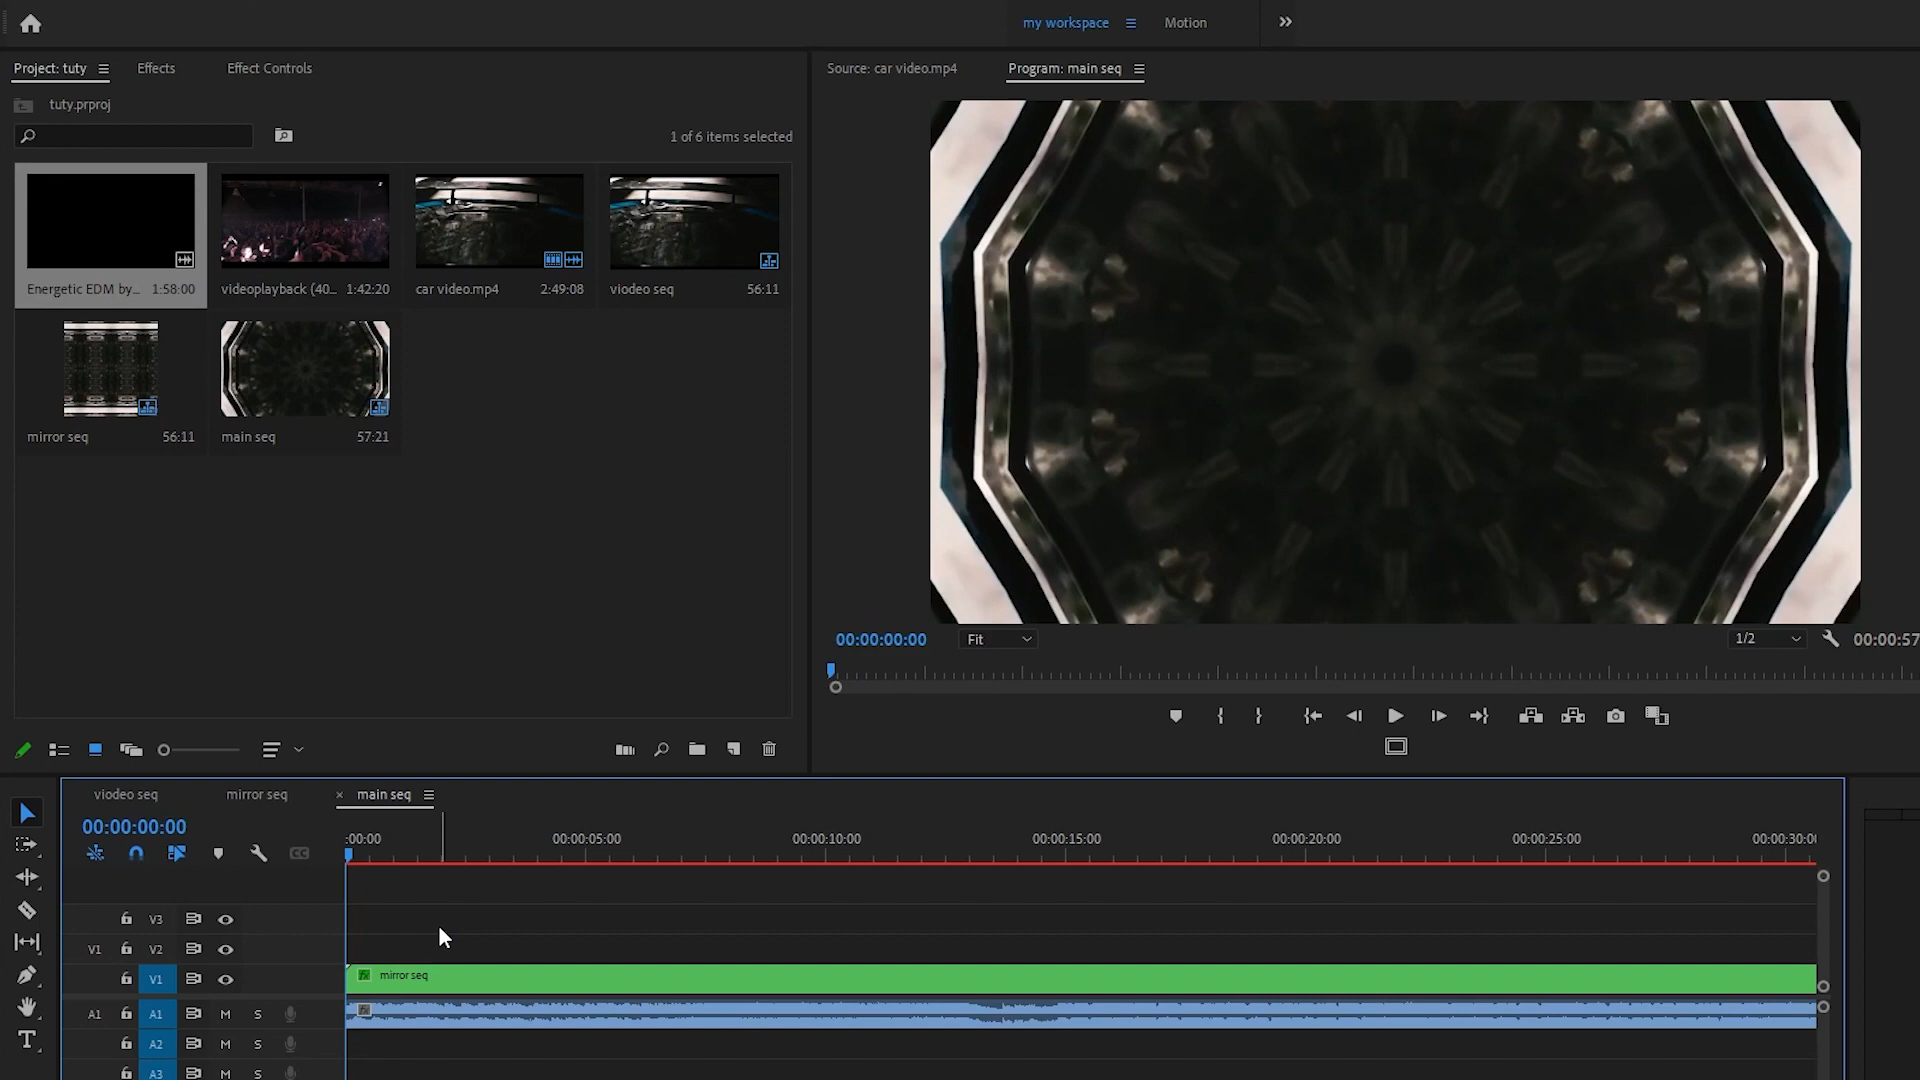 my workspace
Motion
Project: tuty
Effects
Effect Controls
Source: car video.mp4
Program: main seq
tuty.prproj
1 of 6 items selected
Energetic EDM by... 1:58:00
videoplayback (40... 1:42:20
car video.mp4 2:49:08
viodeo seq 56:11
mirror seq 56:11
main seq 57:21
00:00:00:00
Fit
1/2
00:00:57
viodeo seq
mirror seq
× main seq
00:00:00:00
:00:00
00:00:05:00
00:00:10:00
00:00:15:00
00:00:20:00
00:00:25:00
00:00:30:00
CC
V3
V1 V2
V1
mirror seq
fx
A1 A1 M S
A2 M S
A3 M S
T